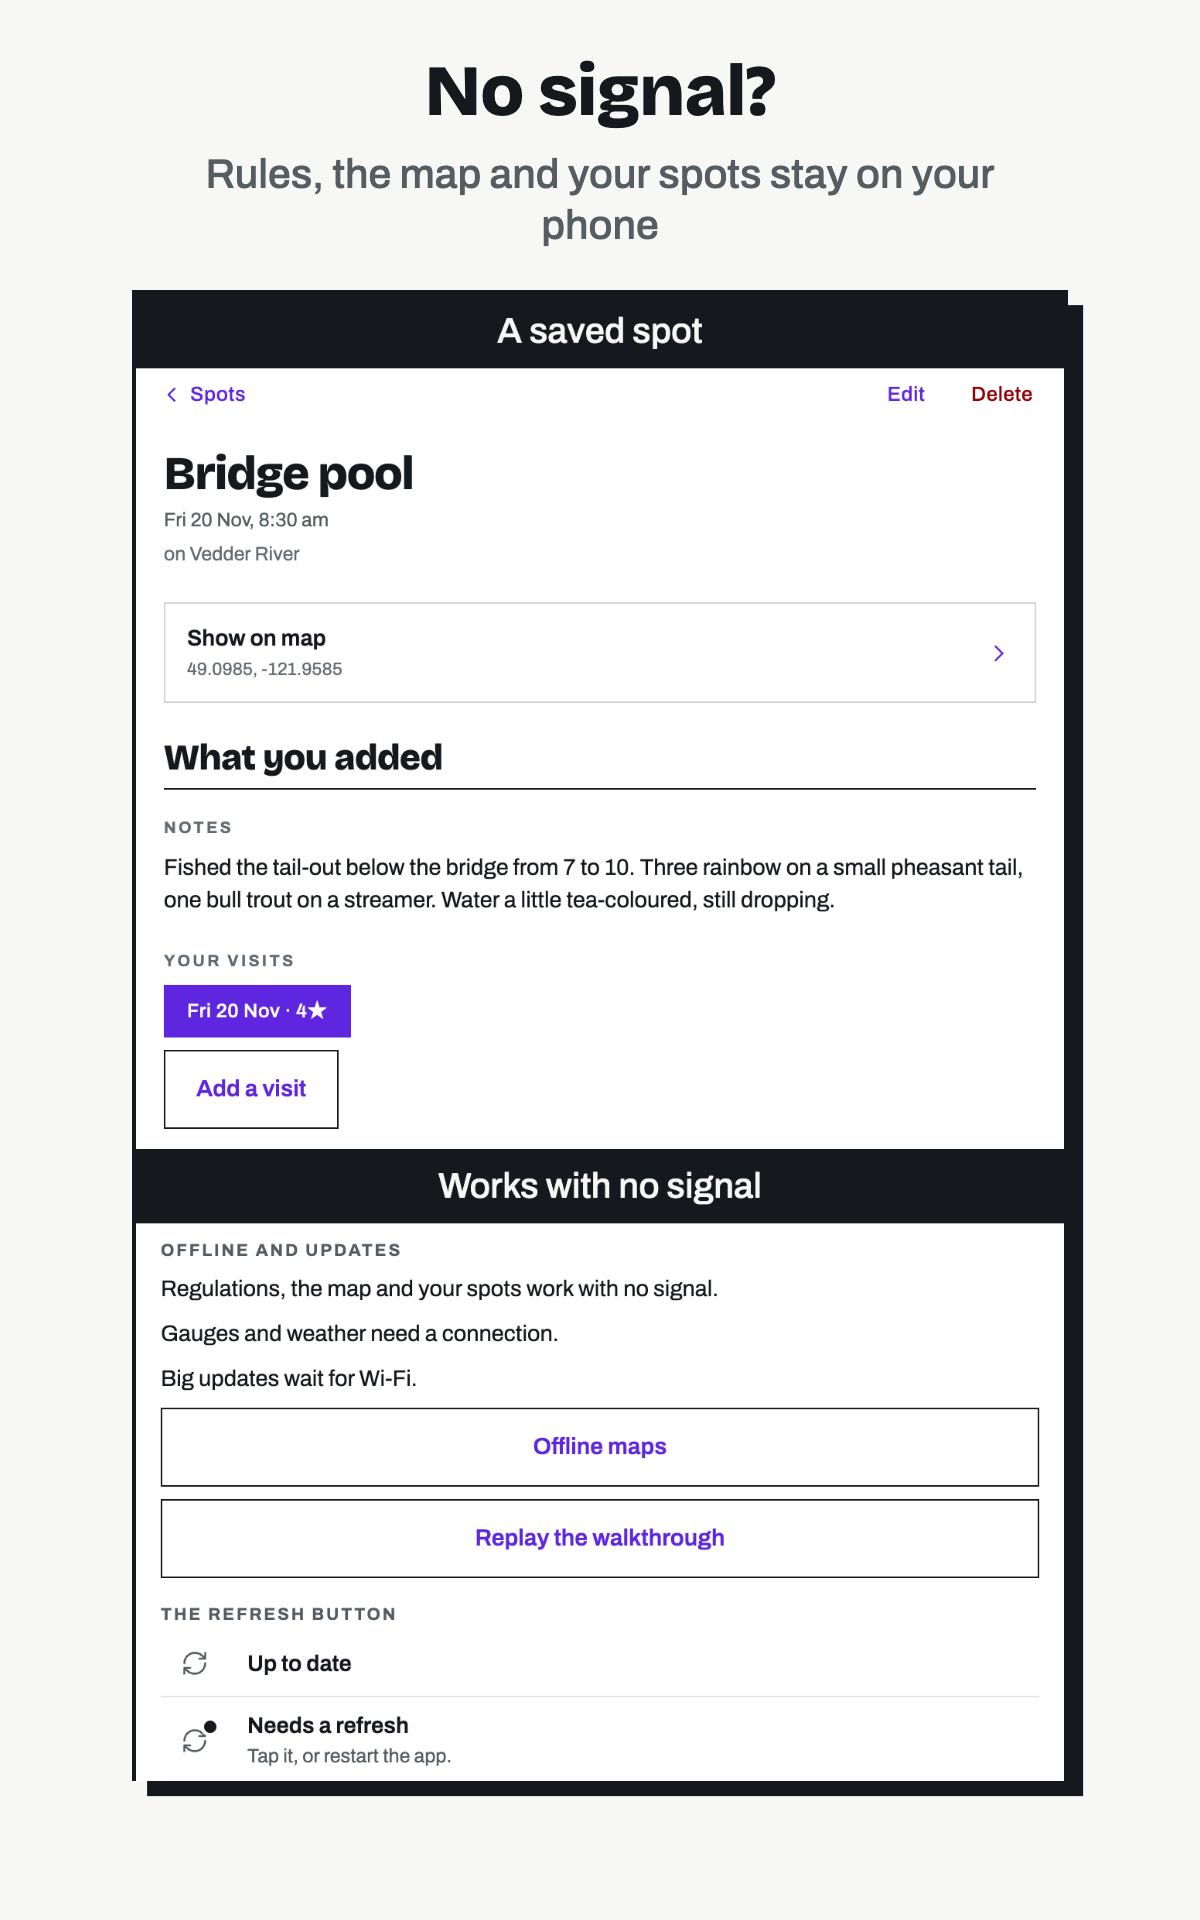 No signal?
Rules, the map and your spots stay on your
phone
A saved spot
Spots
Edit
Delete
Bridge pool
Fri 20 Nov, 8:30 am
on Vedder River
Show on map
49.0985, -121.9585
What you added
NOTES
Fished the tail-out below the bridge from 7 to 10. Three rainbow on a small pheasant tail,
one bull trout on a streamer. Water a little tea-coloured, still dropping.
YOUR VISITS
Fri 20 Nov · 4★
Add a visit
Works with no signal
OFFLINE AND UPDATES
Regulations, the map and your spots work with no signal.
Gauges and weather need a connection.
Big updates wait for Wi-Fi.
Offline maps
Replay the walkthrough
THE REFRESH BUTTON
Up to date
Needs a refresh
Tap it, or restart the app.